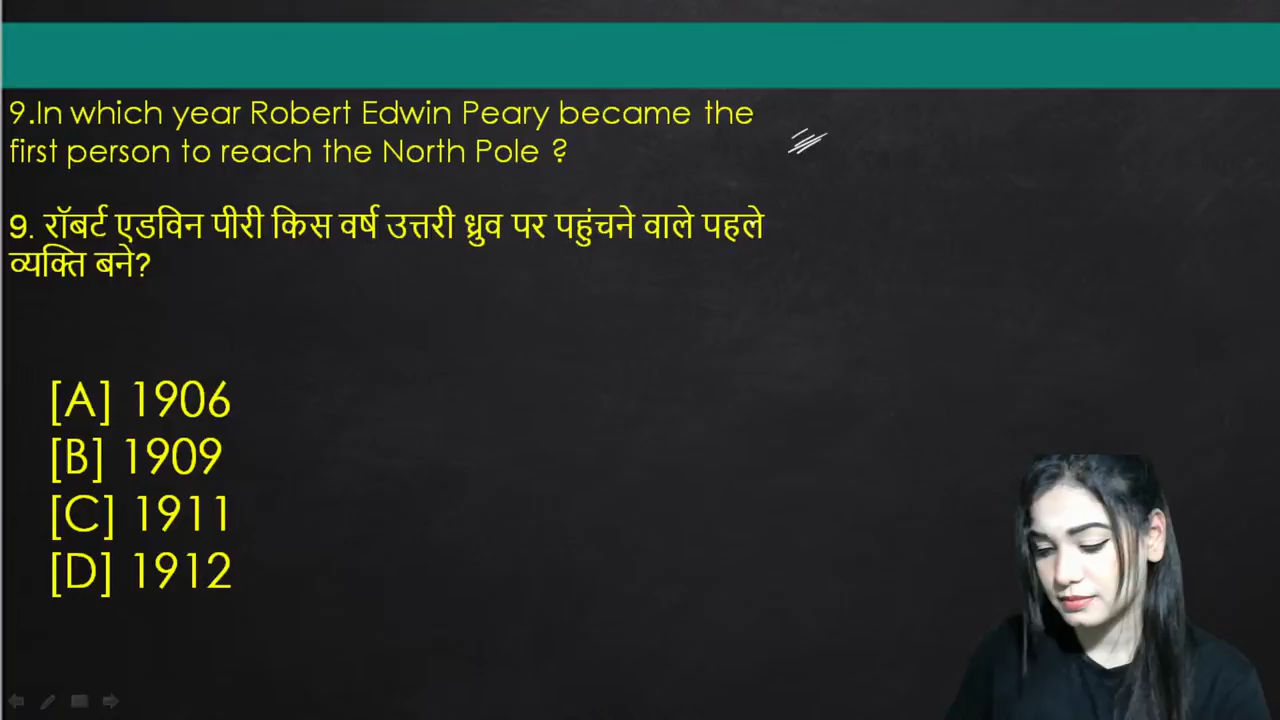 9.In which year Robert Edwin Peary became the
first person to reach the North Pole ?
9. रॉबर्ट एडविन पीरी किस वर्ष उत्तरी ध्रुव पर पहुंचने वाले पहले
व्यक्ति बने?
[A] 1906
[B] 1909
[C] 1911
[D] 1912